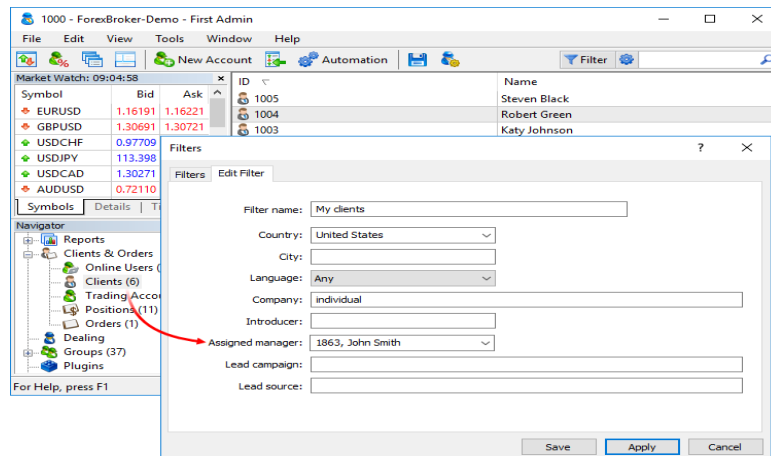 1000 - ForexBroker-Demo - First Admin
File Edit View Tools Window Help
New Account Automation Filter
Market Watch: 09:04:58
Symbol Bid Ask
EURUSD 1.16191 1.16221
GBPUSD 1.30691 1.30721
USDCHF 0.97709
USDJPY 113.398
USDCAD 1.30271
AUDUSD 0.72110
Symbols Details
ID Name
1005 Steven Black
1004 Robert Green
1003 Katy Johnson
Navigator
Reports
Clients & Orders
Online Users (
Clients (6)
Trading Accou
Positions (11)
Orders (1)
Dealing
Groups (37)
Plugins
For Help, press F1
Filters ?
Filters Edit Filter
Filter name: My clients
Country: United States
City:
Language: Any
Company: individual
Introducer:
Assigned manager: 1863, John Smith
Lead campaign:
Lead source:
Save Apply Cancel